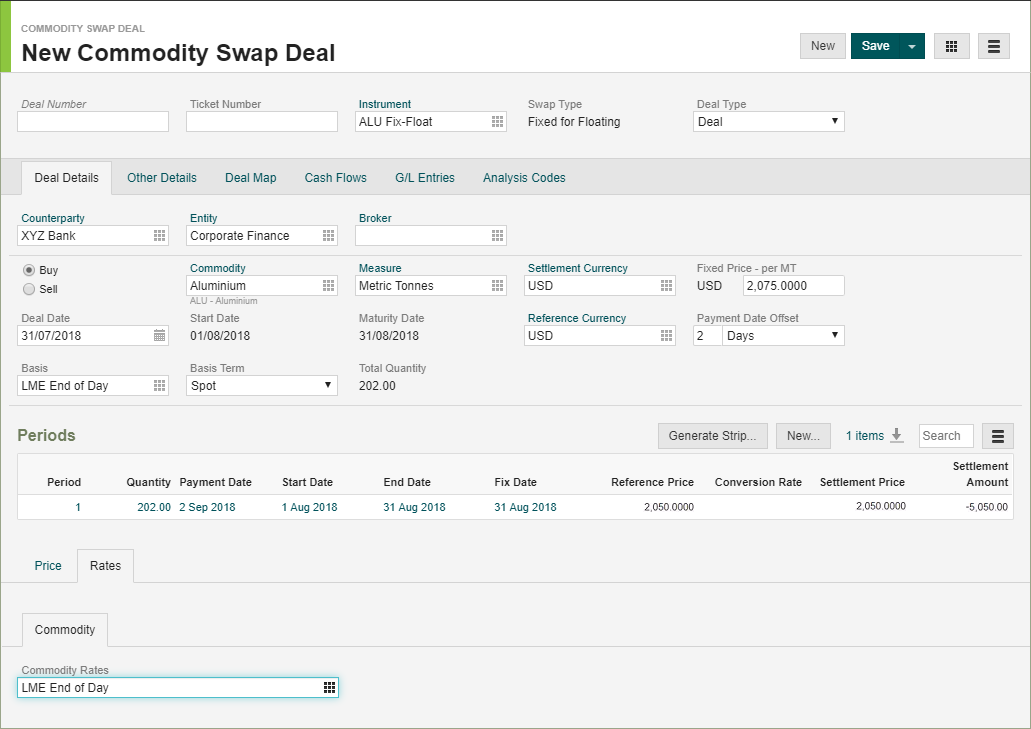 COMMODITY SWAP DEAL
New Commodity Swap Deal
New Save
Deal Number Ticket Number Instrument Swap Type Deal Type
ALU Fix-Float Fixed for Floating Deal
Deal Details Other Details Deal Map Cash Flows G/L Entries Analysis Codes
Counterparty Entity Broker
XYZ Bank Corporate Finance
Buy Commodity Measure Settlement Currency Fixed Price - per MT
Sell Aluminium Metric Tonnes USD USD 2,075.0000
ALU - Aluminium
Deal Date Start Date Maturity Date Reference Currency Payment Date Offset
31/07/2018 01/08/2018 31/08/2018 USD 2 Days
Basis Basis Term Total Quantity
LME End of Day Spot 202.00
Periods Generate Strip... New... 1 items Search
Period Quantity Payment Date Start Date End Date Fix Date Reference Price Conversion Rate Settlement Price Settlement Amount
1 202.00 2 Sep 2018 1 Aug 2018 31 Aug 2018 31 Aug 2018 2,050.0000 2,050.0000 -5,050.00
Price Rates
Commodity
Commodity Rates
LME End of Day